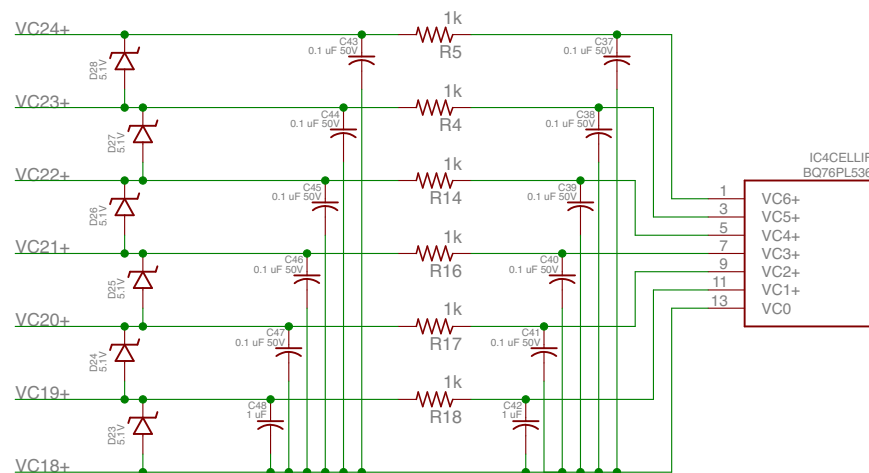 VC24+
D28
5.1V
C43
0.1 uF 50V
1k
R5
C37
0.1 uF 50V
VC23+
D27
5.1V
C44
0.1 uF 50V
R4
C38
0.1 uF 50V
VC22+
D26
5.1V
C45
0.1 uF 50V
1k
R14
C39
0.1 uF 50V
VC21+
D25
5.1V
C46
0.1 uF 50V
1k
R16
C40
0.1 uF 50V
VC20+
D24
5.1V
C47
0.1 uF 50V
1k
R17
C41
0.1 uF 50V
VC19+
D23
5.1V
C48
1 uF
1k
R18
C42
1 uF
VC18+
IC4CELLIF
BQ76PL536
1 VC6+
3 VC5+
5 VC4+
7 VC3+
9 VC2+
11 VC1+
13 VC0